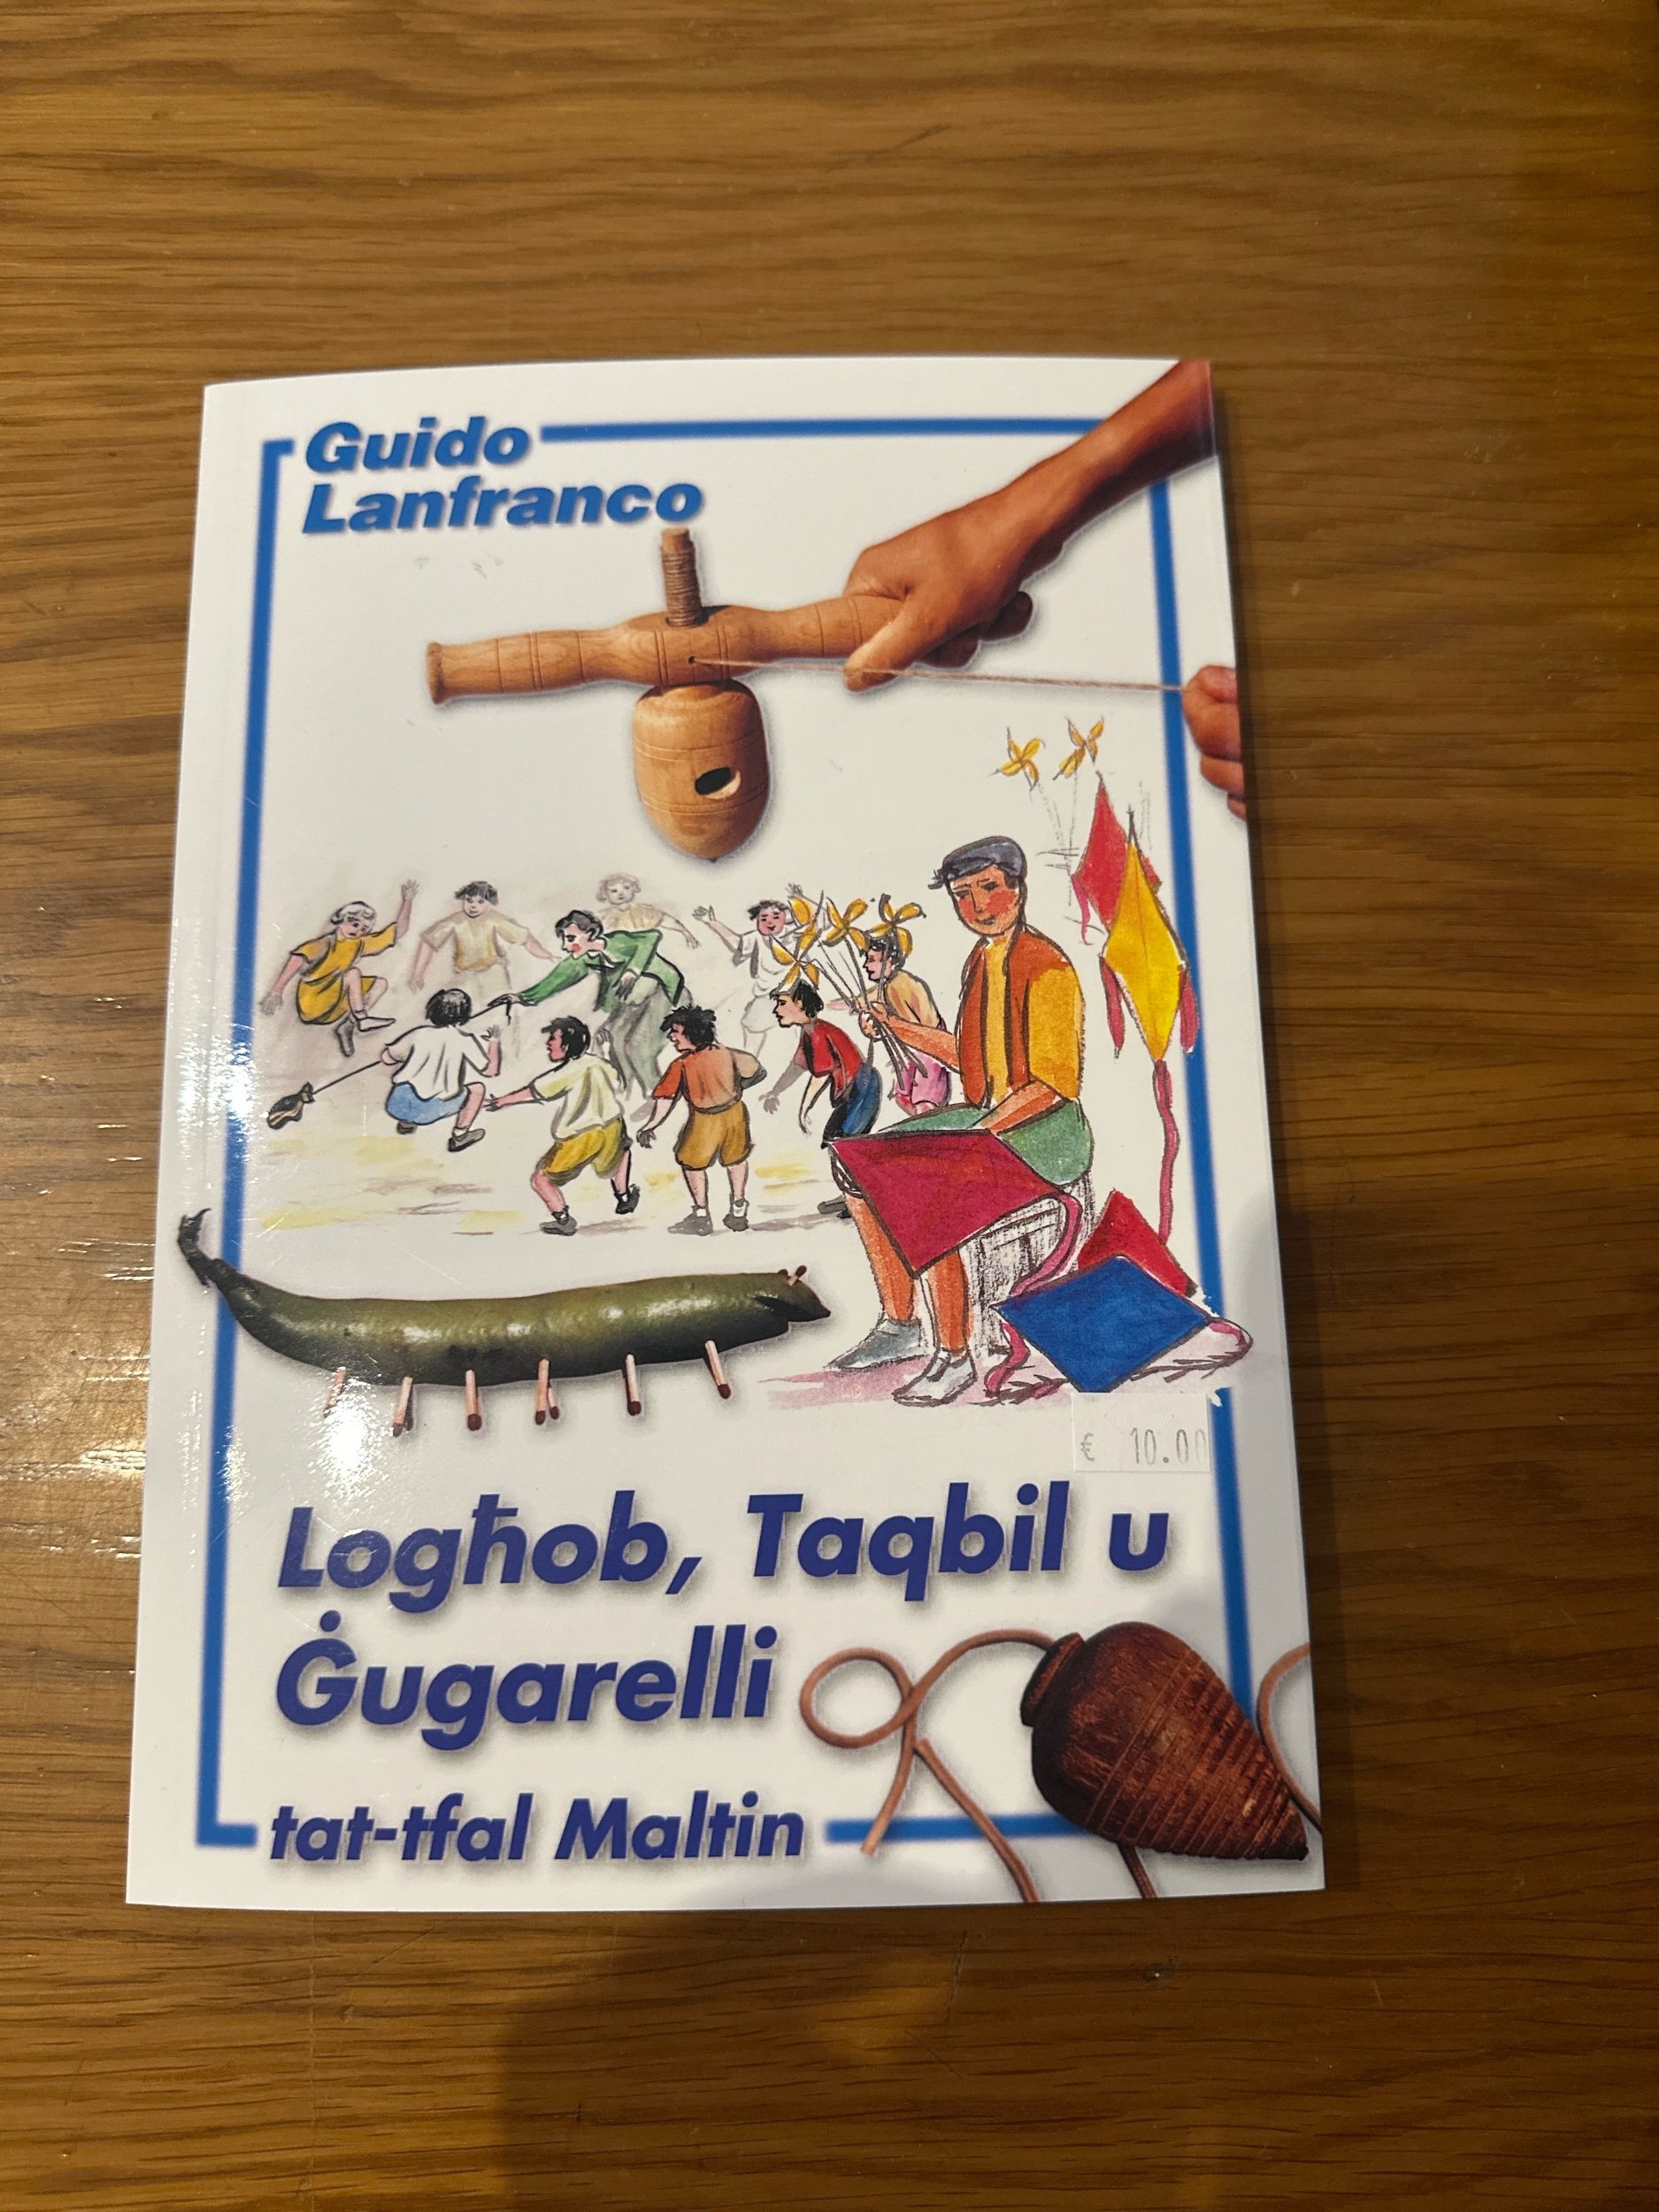 Guido
Lanfranco
€ 10.00
Logħob, Taqbil u
Ġugarelli
tat-tfal Maltin